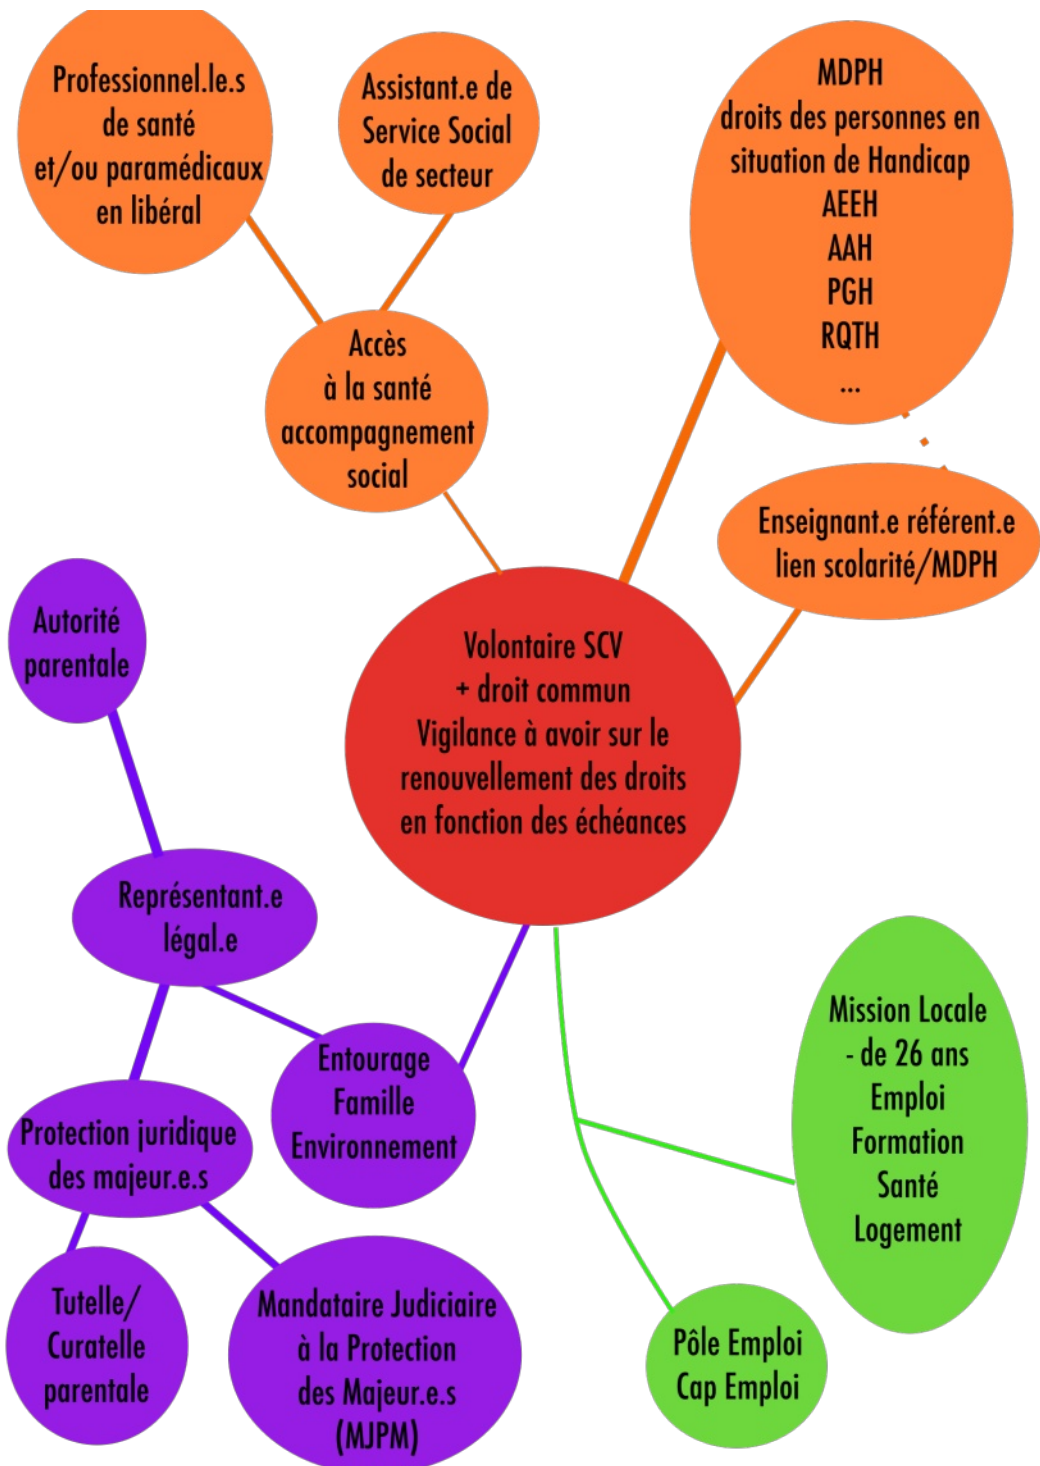 Professionnel.le.s
de santé
et/ou paramédicaux
en libéral
Assistant.e de
Service Social
de secteur
MDPH
droits des personnes en
situation de Handicap
AEEH
AAH
PGH
RQTH
...
Accès
à la santé
accompagnement
social
Enseignant.e référent.e
lien scolarité/MDPH
Volontaire SCV
+ droit commun
Vigilance à avoir sur le
renouvellement des droits
en fonction des échéances
Autorité
parentale
Représentant.e
légal.e
Entourage
Famille
Environnement
Protection juridique
des majeur.e.s
Tutelle/
Curatelle
parentale
Mandataire Judiciaire
à la Protection
des Majeur.e.s
(MJPM)
Mission Locale
- de 26 ans
Emploi
Formation
Santé
Logement
Pôle Emploi
Cap Emploi